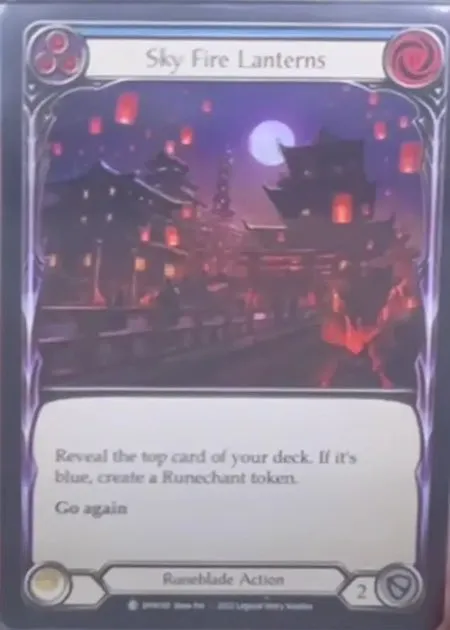 Sky Fire Lanterns
Reveal the top card of your deck. If it's
blue, create a Runechant token.
Go again
Runeblade Action
2